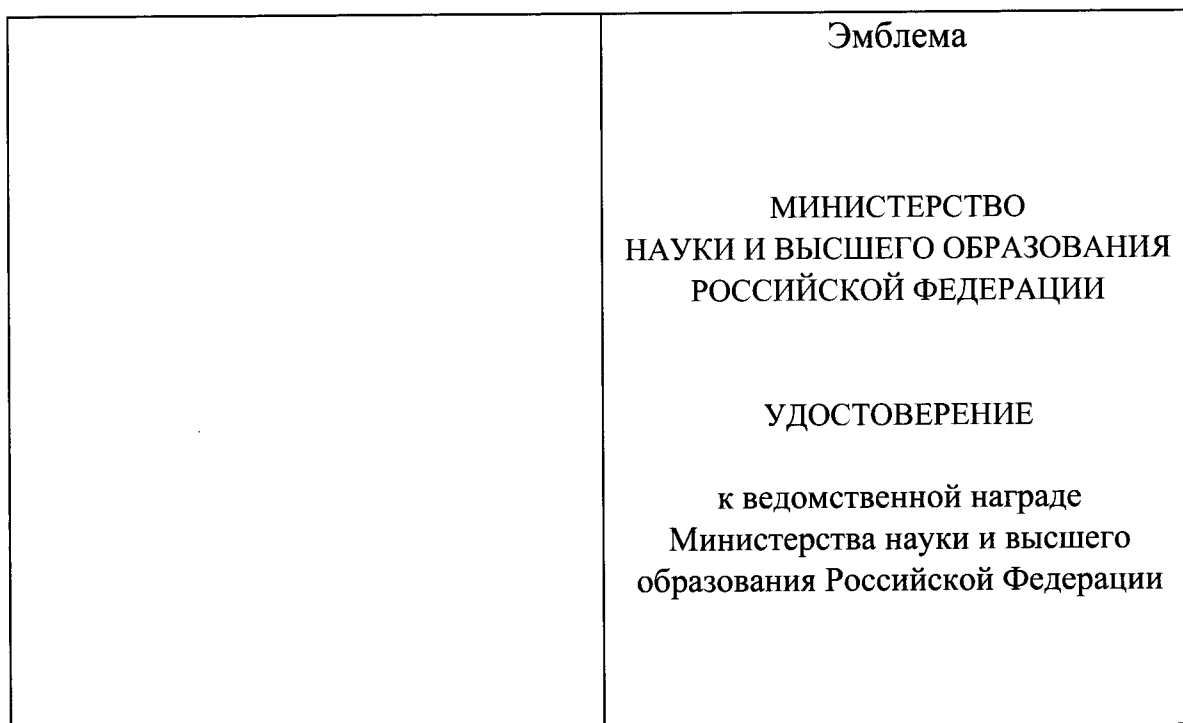 Эмблема
МИНИСТЕРСТВО
НАУКИ И ВЫСШЕГО ОБРАЗОВАНИЯ
РОССИЙСКОЙ ФЕДЕРАЦИИ
УДОСТОВЕРЕНИЕ
к ведомственной награде
Министерства науки и высшего
образования Российской Федерации